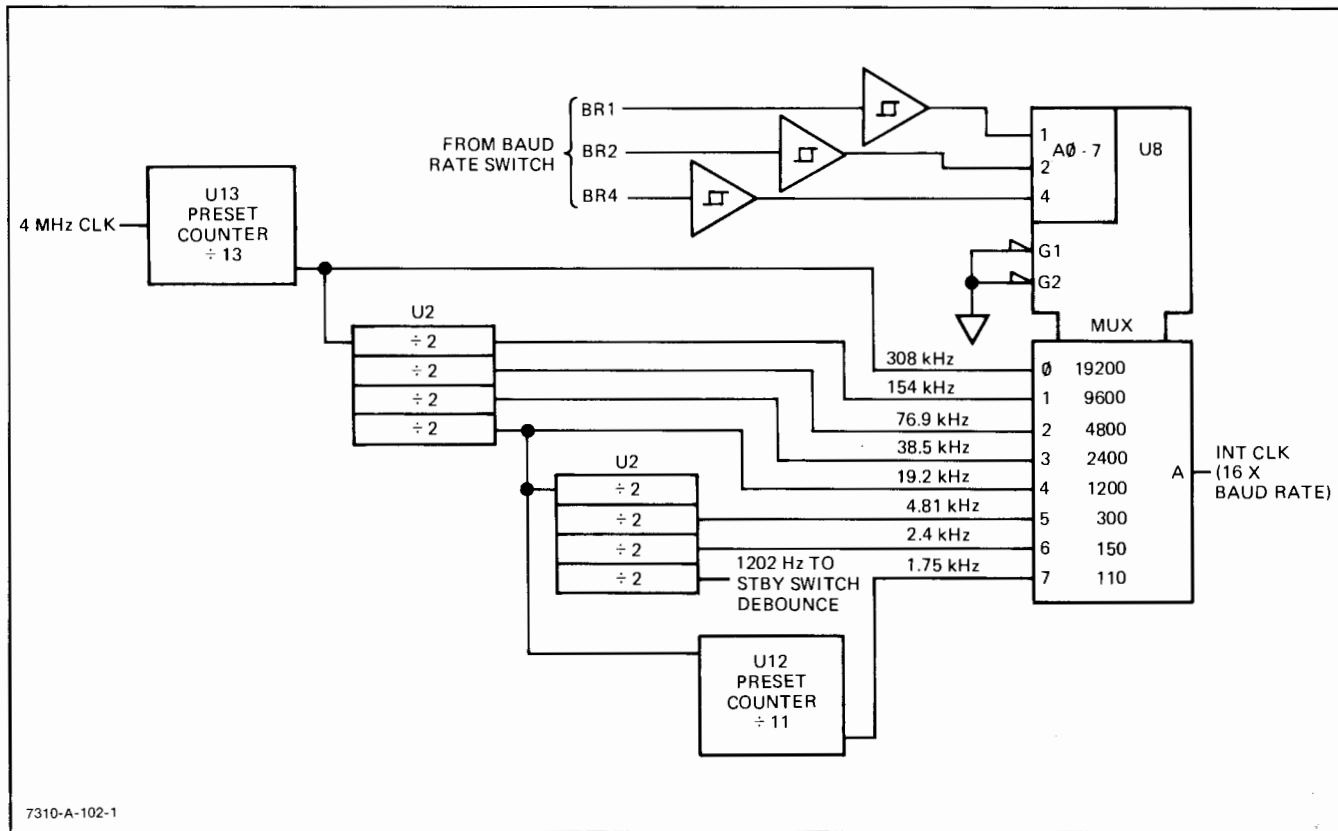 BR1
FROM BAUD
RATE SWITCH
BR2
BR4
1
2
4
AØ - 7
U8
G1
G2
4 MHz CLK
U13
PRESET
COUNTER
÷ 13
U2
÷ 2
÷ 2
÷ 2
÷ 2
MUX
308 kHz
154 kHz
76.9 kHz
38.5 kHz
19.2 kHz
4.81 kHz
2.4 kHz
1.75 kHz
Ø 19200
1 9600
2 4800
3 2400
4 1200
5 300
6 150
7 110
A
INT CLK
(16 X
BAUD RATE)
U2
÷ 2
÷ 2
÷ 2
÷ 2
1202 Hz TO
STBY SWITCH
DEBOUNCE
U12
PRESET
COUNTER
÷ 11
7310-A-102-1